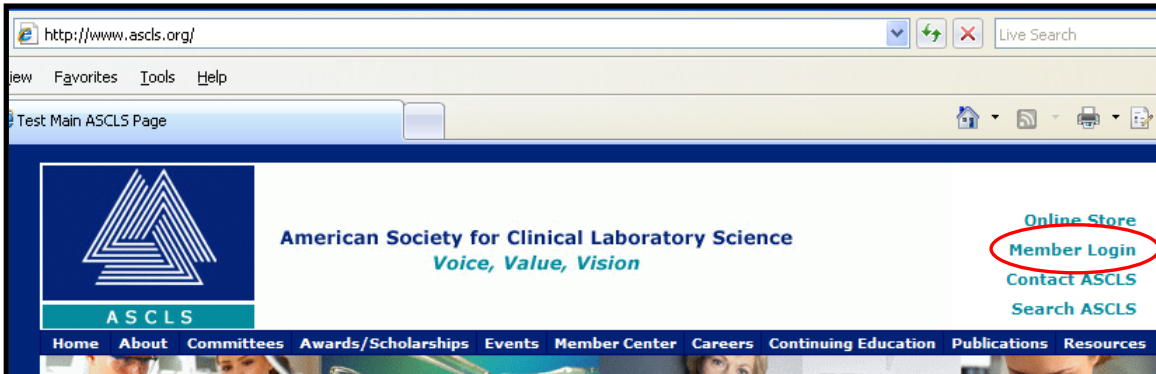 http://www.ascls.org/
Live Search
iew Favorites Tools Help
Test Main ASCLS Page
Online Store
American Society for Clinical Laboratory Science
Member Login
Voice, Value, Vision
Contact ASCLS
Search ASCLS
ASCLS
Home About Committees Awards/Scholarships Events Member Center Careers Continuing Education Publications Resources